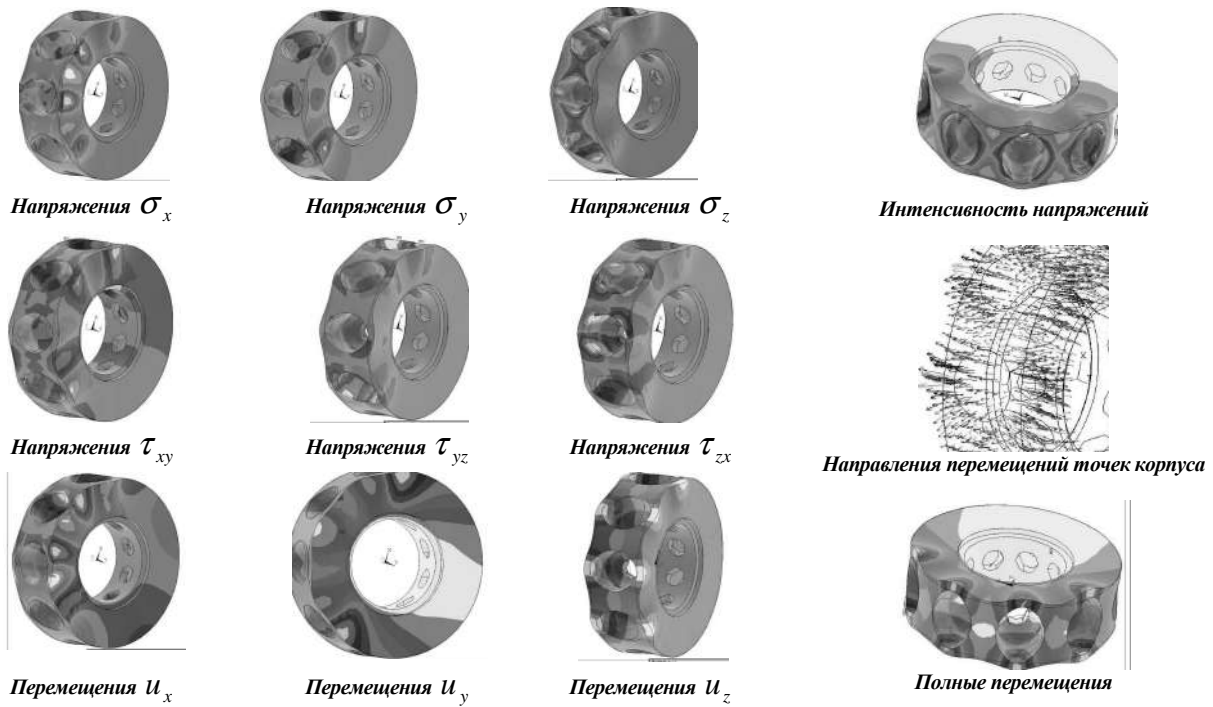 Напряжения σx
Напряжения σy
Напряжения σz
Интенсивность напряжений
Напряжения τxy
Напряжения τyz
Напряжения τzx
Направления перемещений точек корпуса
Перемещения ux
Перемещения uy
Перемещения uz
Полные перемещения